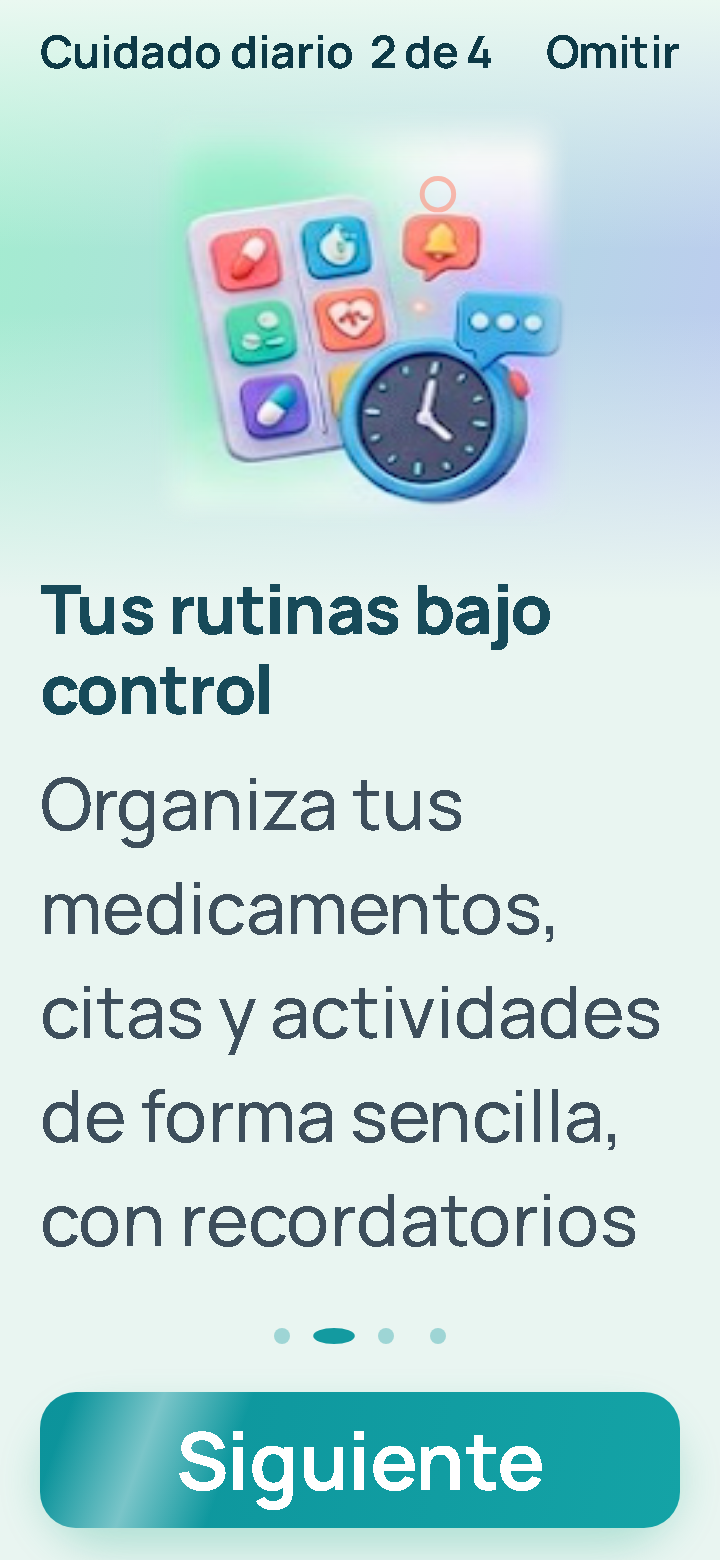 Cuidado diario 2 de 4 Omitir
Tus rutinas bajo
control
Organiza tus
medicamentos,
citas y actividades
de forma sencilla,
con recordatorios
Siguiente